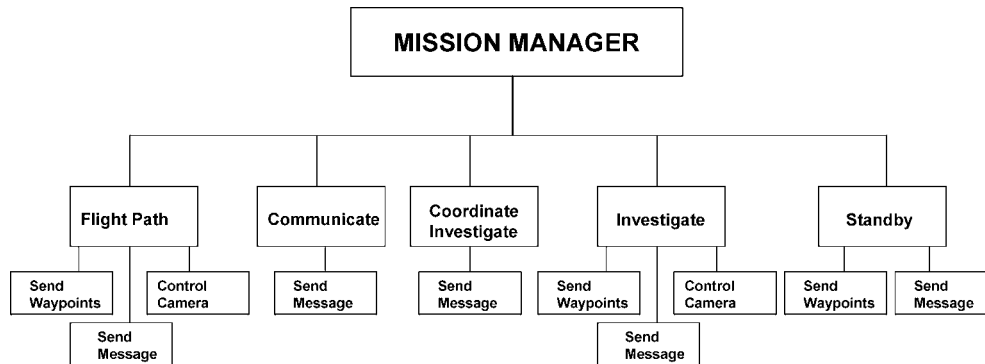 MISSION MANAGER
Flight Path
Communicate
Coordinate
Investigate
Investigate
Standby
Send
Waypoints
Control
Camera
Send
Message
Send
Message
Send
Waypoints
Control
Camera
Send
Waypoints
Send
Message
Send
Message
Send
Message